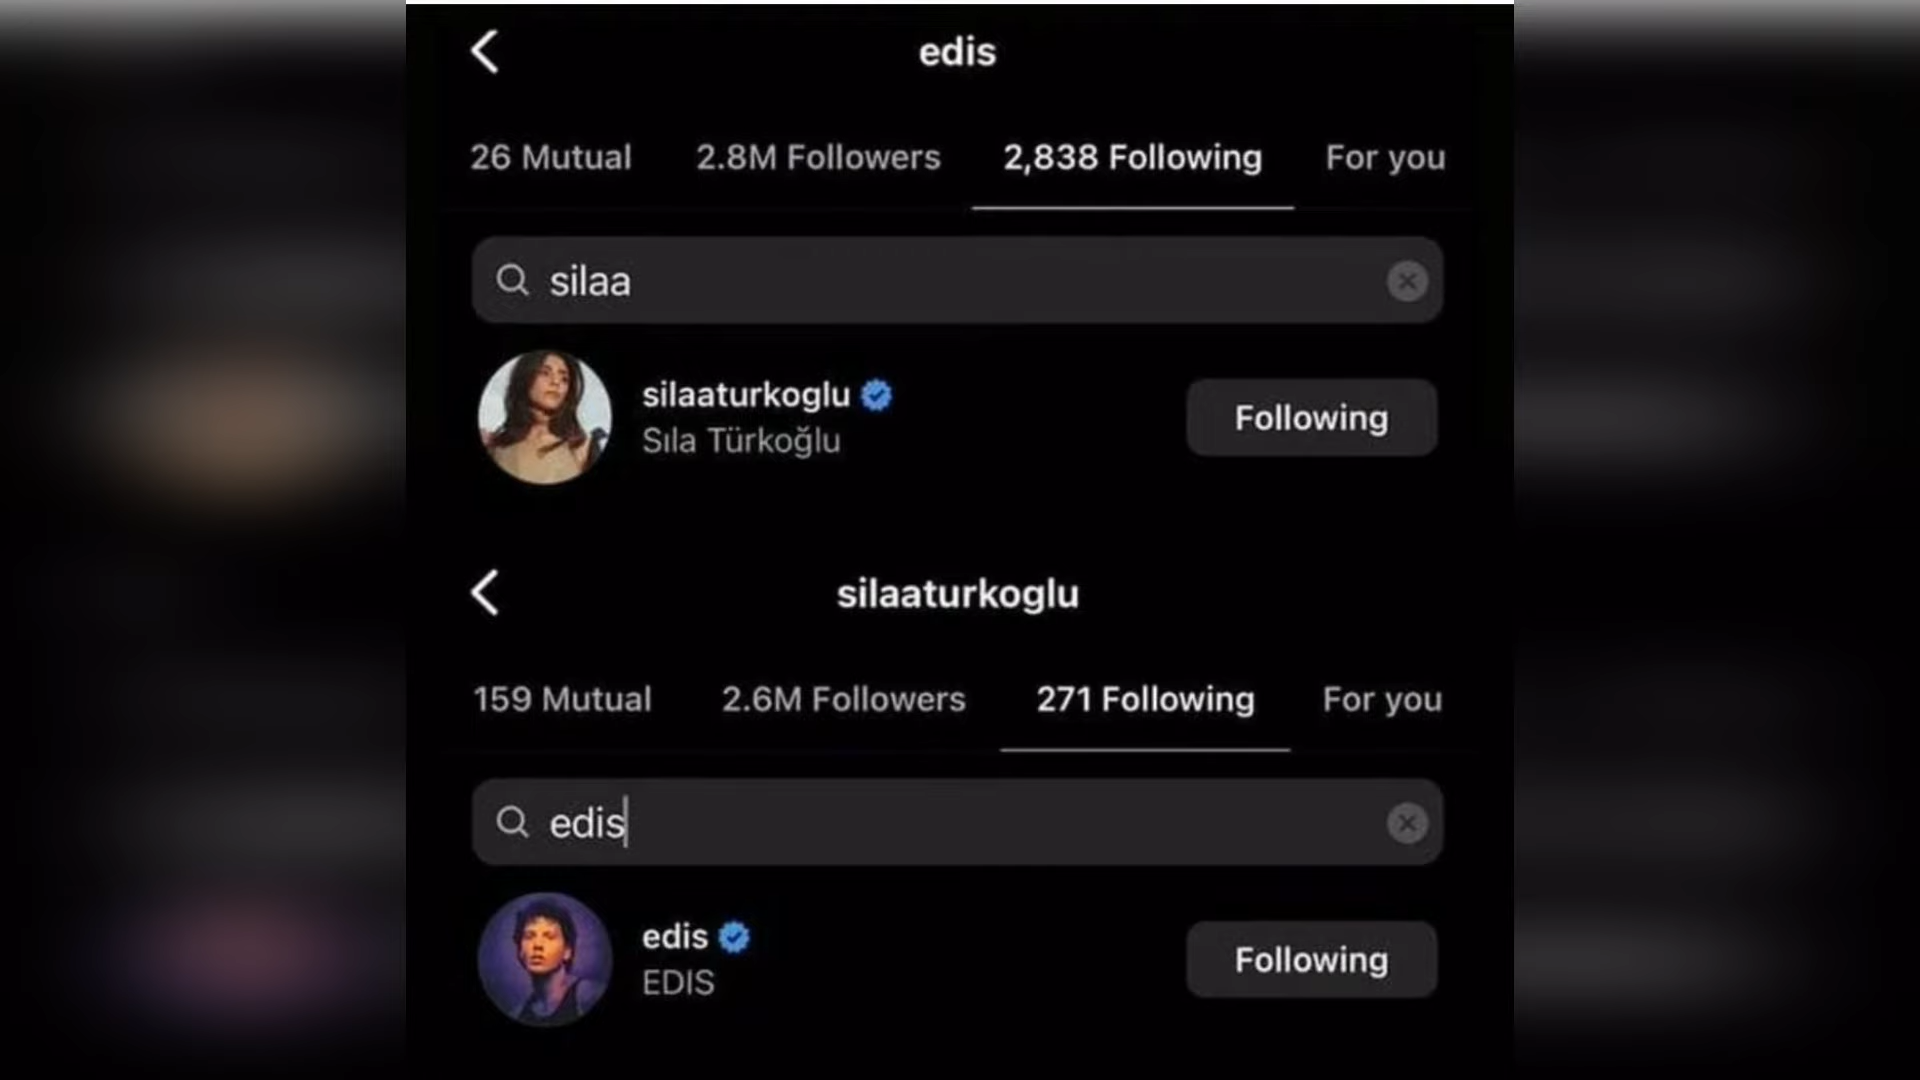 edis
26 Mutual 2.8M Followers 2,838 Following For you
silaa
silaaturkoglu
Sıla Türkoğlu
Following
silaaturkoglu
159 Mutual 2.6M Followers 271 Following For you
edis
edis
EDIS
Following